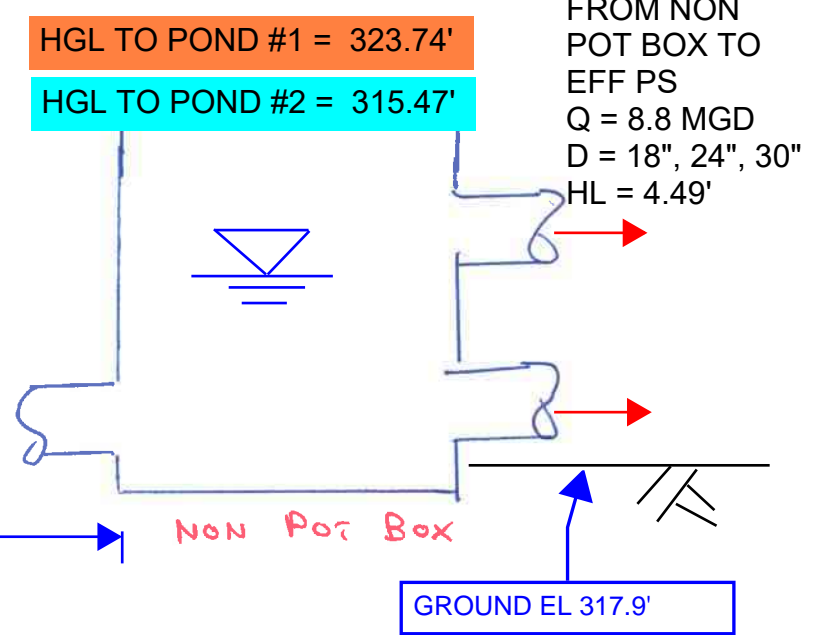 FROM NON
POT BOX TO
EFF PS
Q = 8.8 MGD
D = 18", 24", 30"
HL = 4.49'
HGL TO POND #1 = 323.74'
HGL TO POND #2 = 315.47'
NON POT BOX
GROUND EL 317.9'